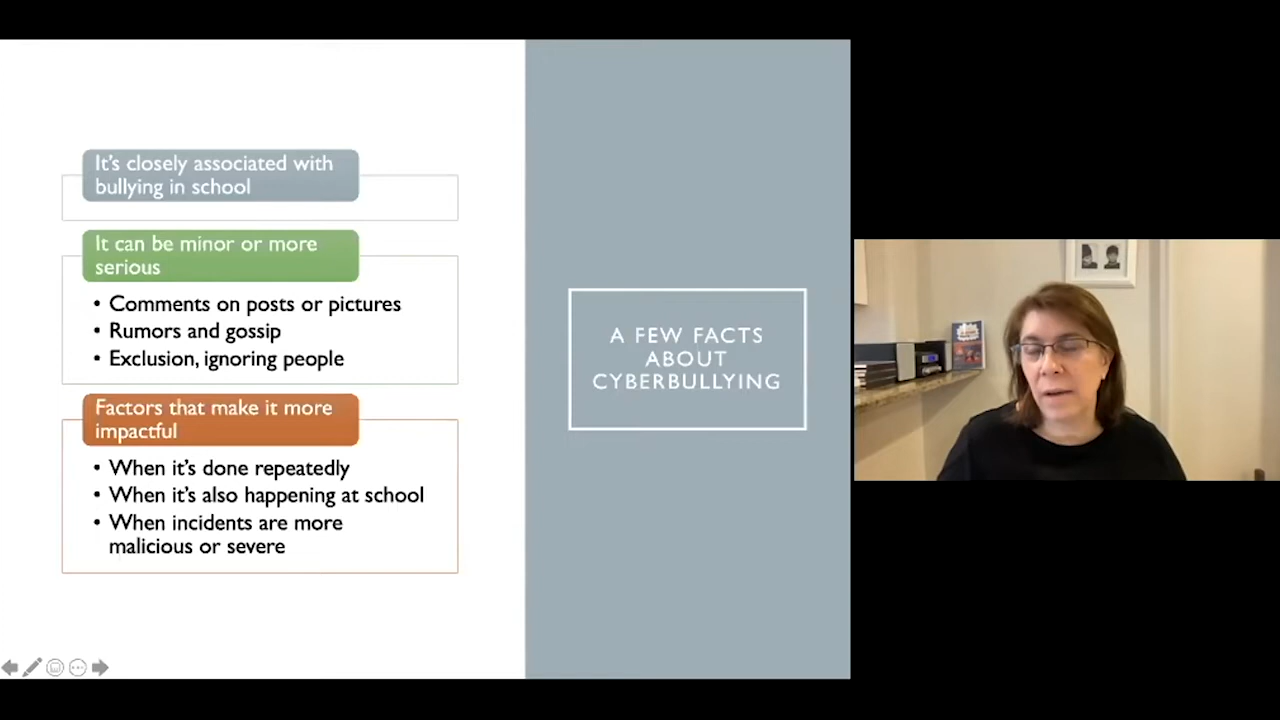 It's closely associated with
bullying in school
It can be minor or more
serious
• Comments on posts or pictures
• Rumors and gossip
• Exclusion, ignoring people
Factors that make it more
impactful
• When it's done repeatedly
• When it's also happening at school
• When incidents are more
malicious or severe
A FEW FACTS
ABOUT
CYBERBULLYING